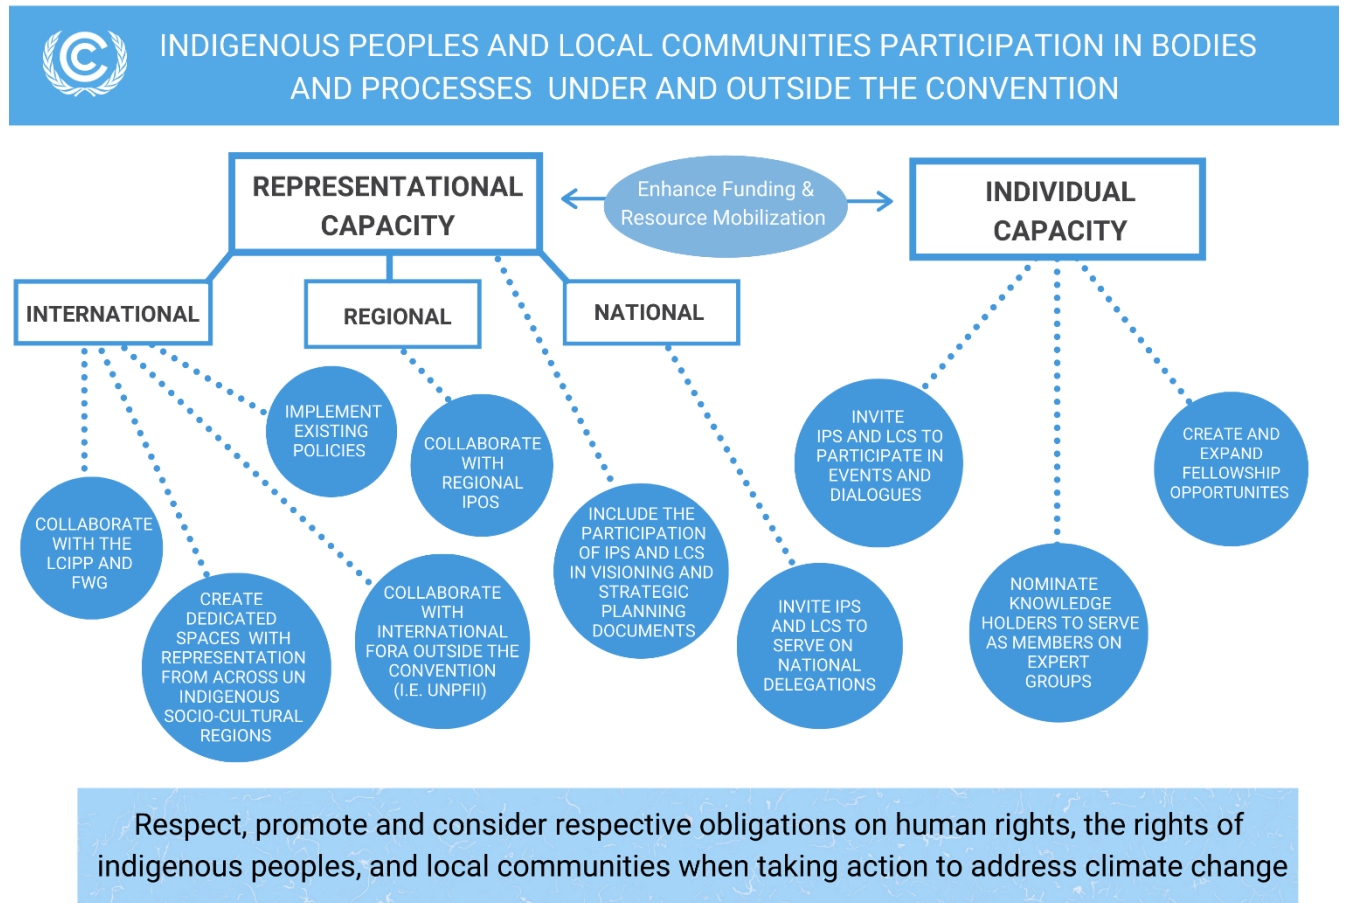 INDIGENOUS PEOPLES AND LOCAL COMMUNITIES PARTICIPATION IN BODIES
AND PROCESSES UNDER AND OUTSIDE THE CONVENTION
REPRESENTATIONAL
CAPACITY
Enhance Funding &
Resource Mobilization
INDIVIDUAL
CAPACITY
INTERNATIONAL
REGIONAL
NATIONAL
COLLABORATE
WITH THE
LCIPP AND
FWG
CREATE
DEDICATED
SPACES WITH
REPRESENTATION
FROM ACROSS UN
INDIGENOUS
SOCIO-CULTURAL
REGIONS
IMPLEMENT
EXISTING
POLICIES
COLLABORATE
WITH
INTERNATIONAL
FORA OUTSIDE THE
CONVENTION
(I.E. UNPFII)
COLLABORATE
WITH
REGIONAL
IPOS
INCLUDE THE
PARTICIPATION
OF IPS AND LCS
IN VISIONING AND
STRATEGIC
PLANNING
DOCUMENTS
INVITE IPS
AND LCS TO
SERVE ON
NATIONAL
DELEGATIONS
INVITE
IPS AND LCS TO
PARTICIPATE IN
EVENTS AND
DIALOGUES
NOMINATE
KNOWLEDGE
HOLDERS TO SERVE
AS MEMBERS ON
EXPERT
GROUPS
CREATE AND
EXPAND
FELLOWSHIP
OPPORTUNITES
Respect, promote and consider respective obligations on human rights, the rights of
indigenous peoples, and local communities when taking action to address climate change